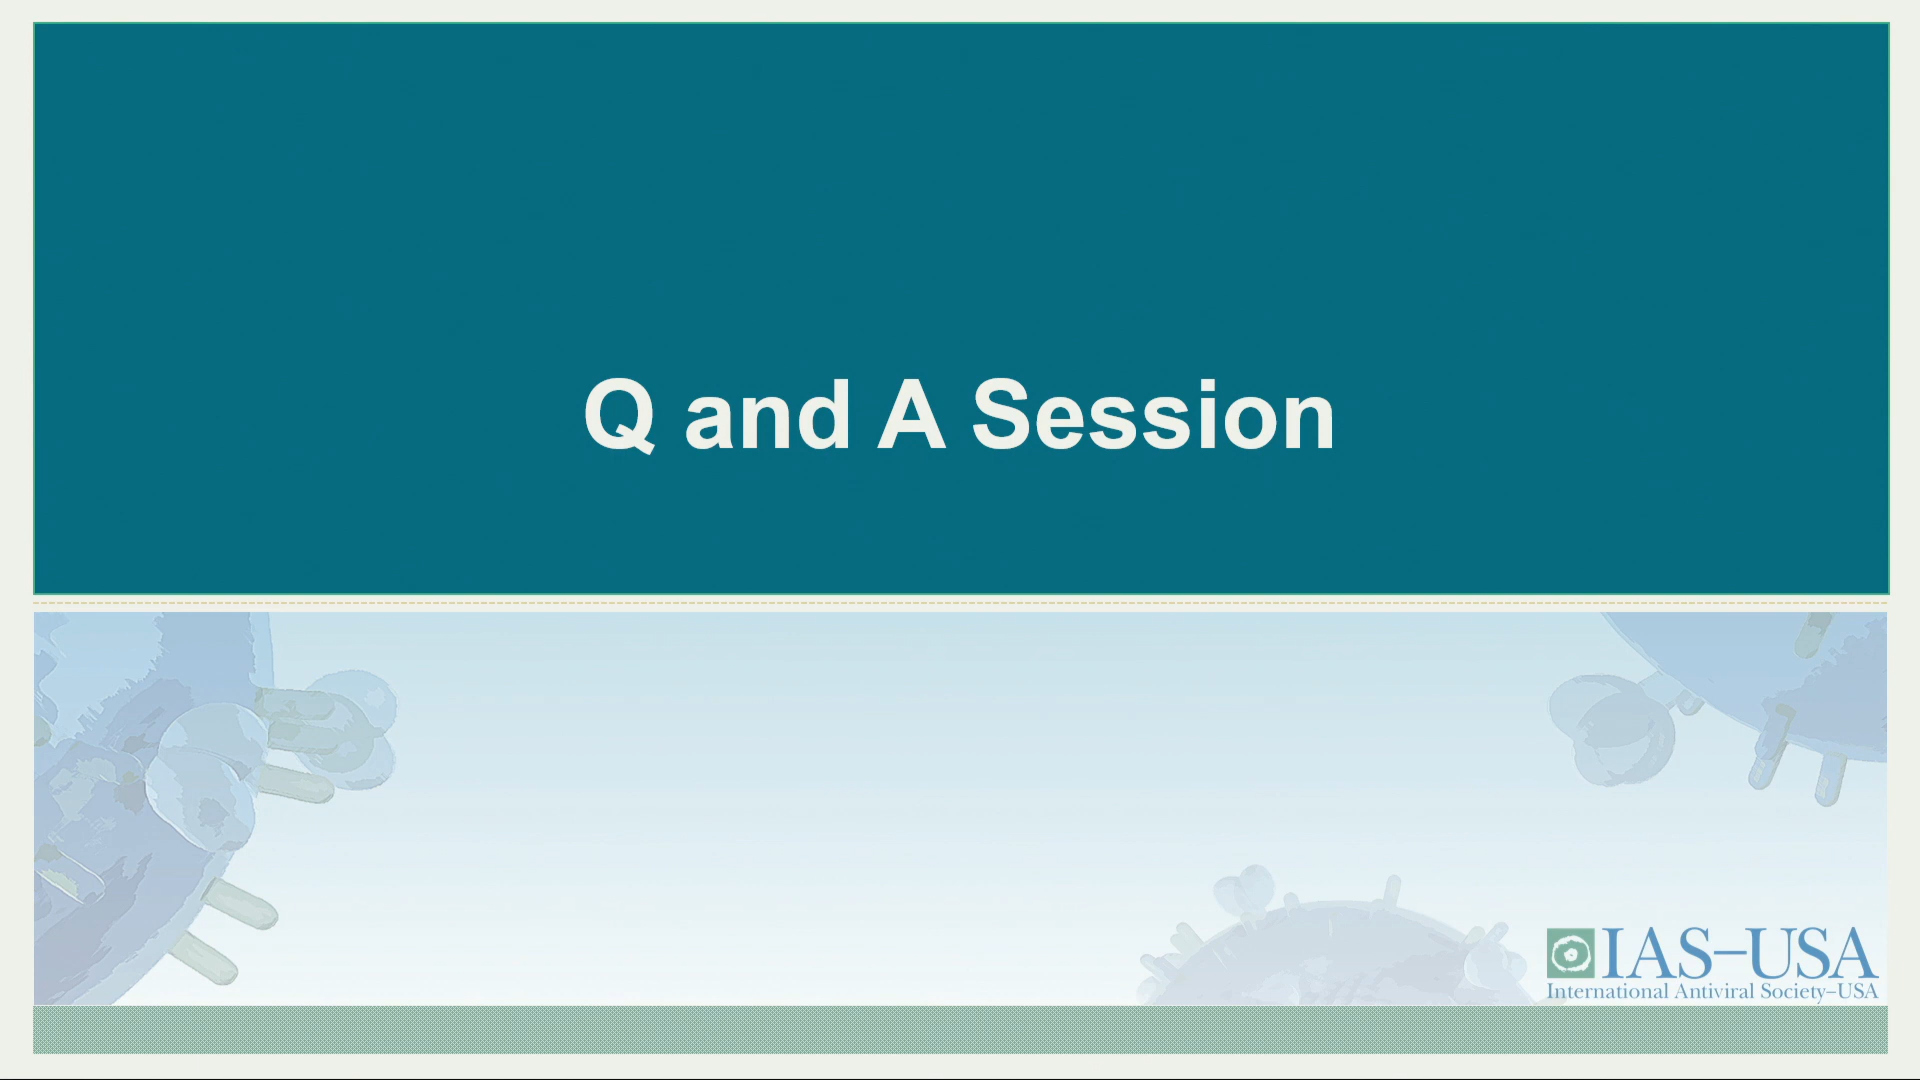 Q and A Session
IAS–USA
International Antiviral Society–USA